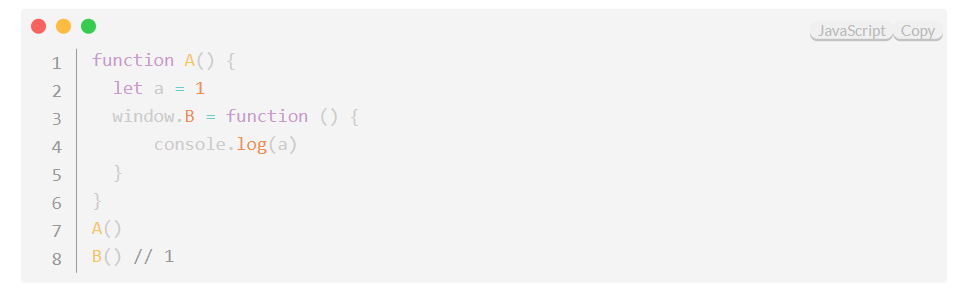 JavaScript Copy
1 function A() {
2   let a = 1
3   window.B = function () {
4       console.log(a)
5   }
6 }
7 A()
8 B() // 1